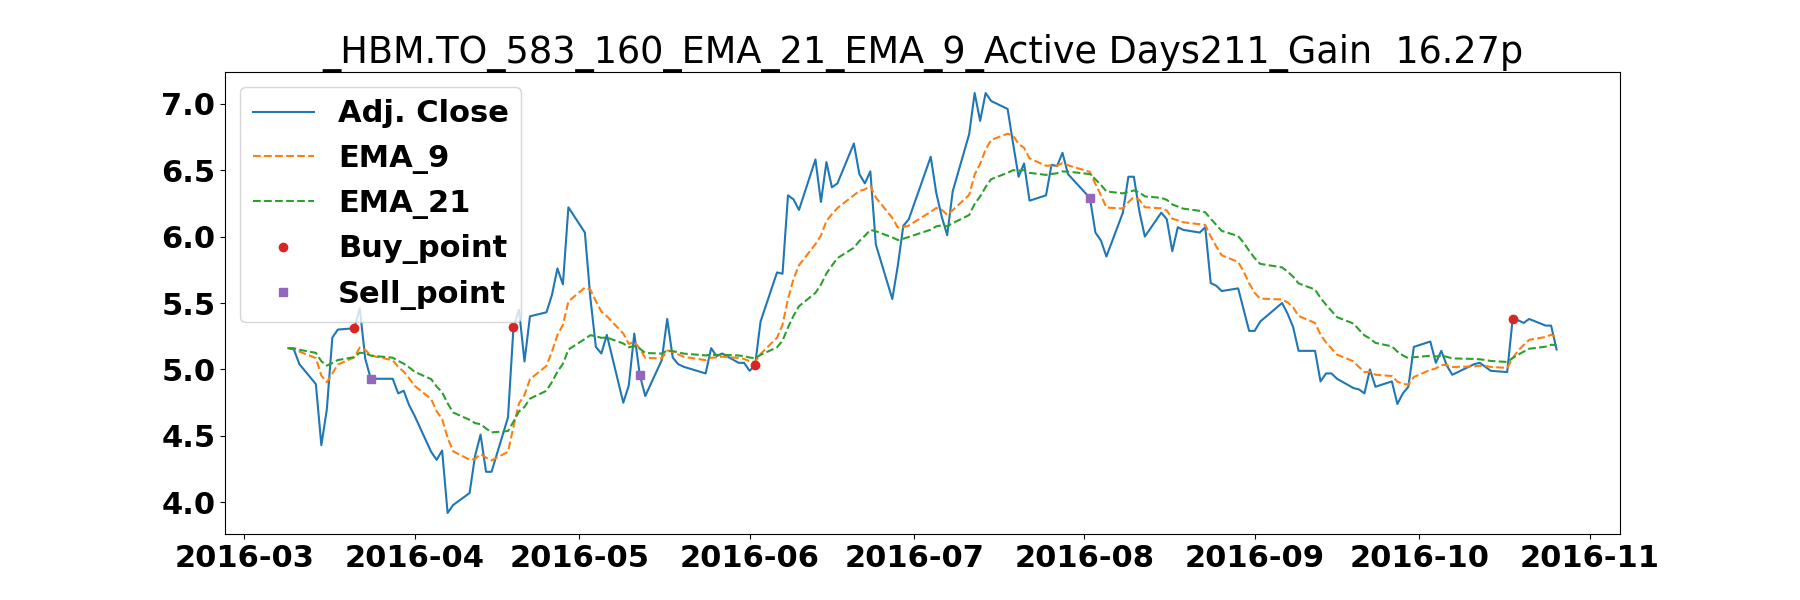 _HBM.TO_583_160_EMA_21_EMA_9_Active Days211_Gain  16.27p
Adj. Close
EMA_9
EMA_21
Buy_point
Sell_point
7.0
6.5
6.0
5.5
5.0
4.5
4.0
2016-03 2016-04 2016-05 2016-06 2016-07 2016-08 2016-09 2016-10 2016-11